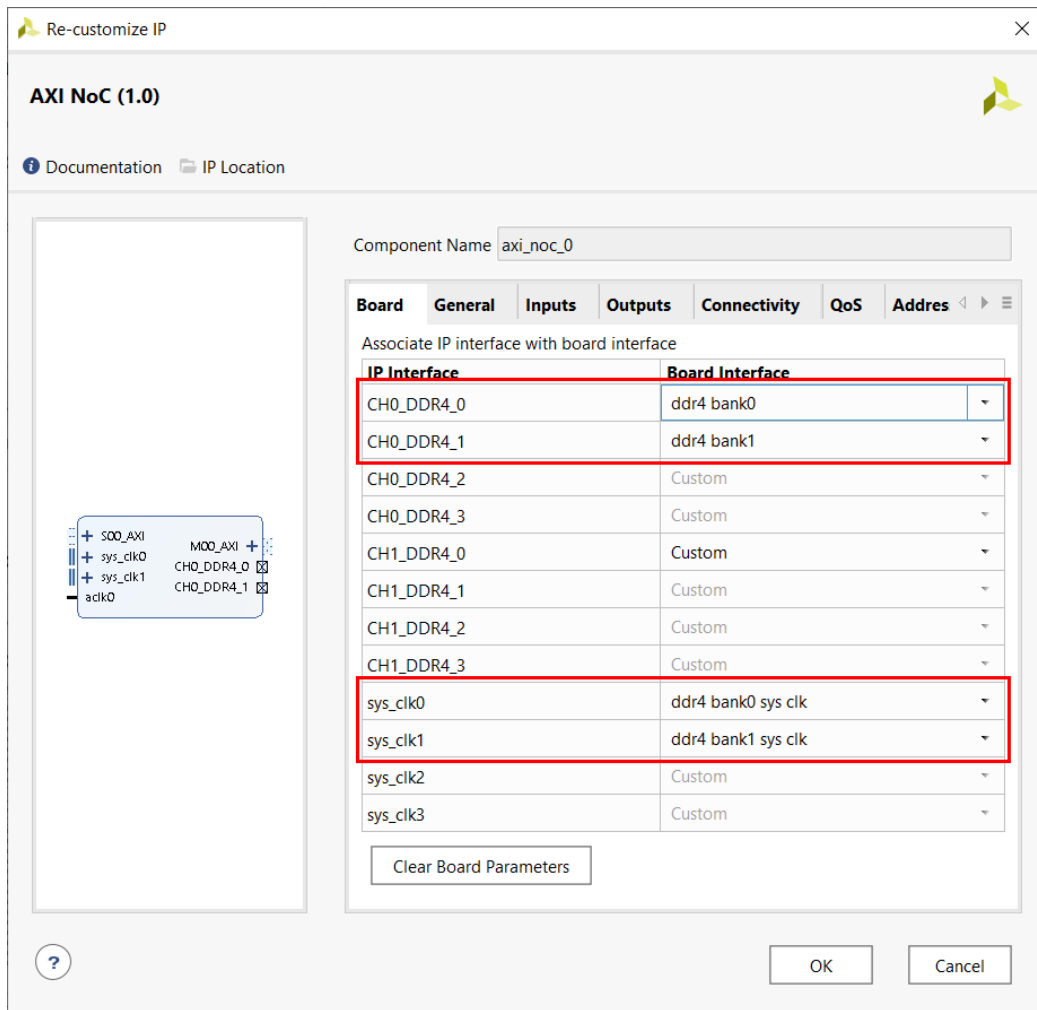 Re-customize IP
AXI NoC (1.0)
Documentation IP Location
Component Name axi_noc_0
Board General Inputs Outputs Connectivity QoS Addres
Associate IP interface with board interface
IP Interface Board Interface
CH0_DDR4_0 ddr4 bank0
CH0_DDR4_1 ddr4 bank1
CH0_DDR4_2 Custom
CH0_DDR4_3 Custom
CH1_DDR4_0 Custom
CH1_DDR4_1 Custom
CH1_DDR4_2 Custom
CH1_DDR4_3 Custom
sys_clk0 ddr4 bank0 sys clk
sys_clk1 ddr4 bank1 sys clk
sys_clk2 Custom
sys_clk3 Custom
Clear Board Parameters
S00_AXI
sys_clk0
sys_clk1
aclk0
M00_AXI
CH0_DDR4_0
CH0_DDR4_1
? OK Cancel